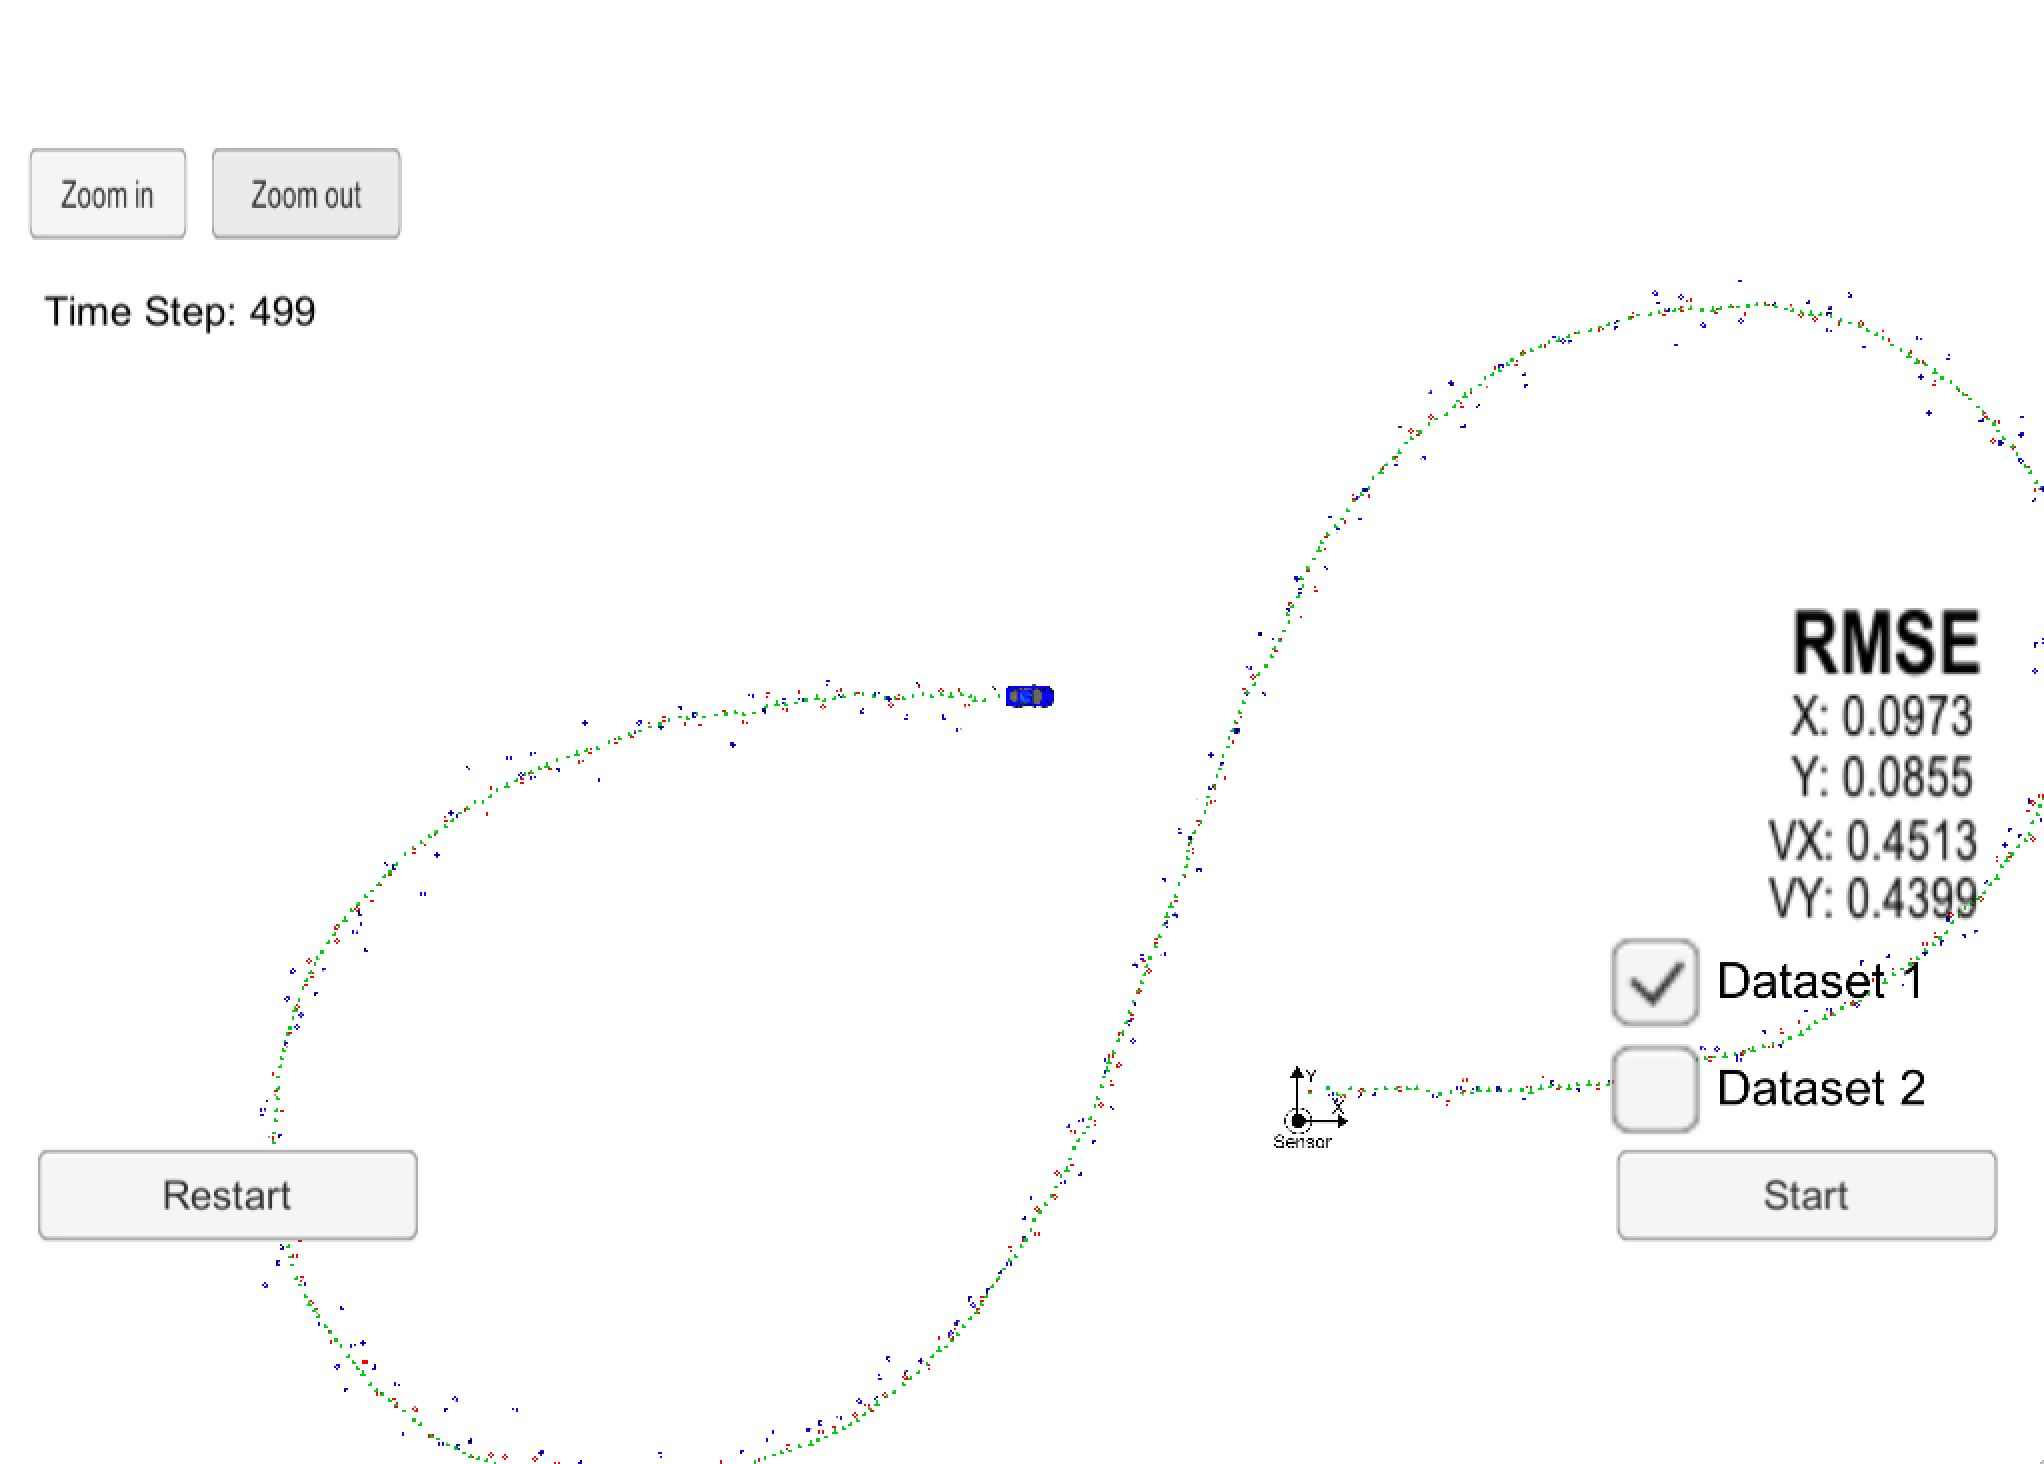 Zoom in
Zoom out
Time Step: 499
RMSE
X: 0.0973
Y: 0.0855
VX: 0.4513
VY: 0.4399
Dataset 1
Dataset 2
Y
X
Sensor
Restart
Start